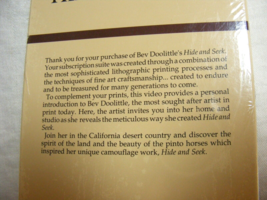 Thank you for your purchase of Bev Doolittle's Hide and Seek.
Your subscription suite was created through a combination of
the most sophisticated lithographic printing processes and
the techniques of fine art craftsmanship... created to endure
and to be treasured for many generations to come.
To complement your prints, this video provides a personal
introduction to Bev Doolittle, the most sought after artist in
print today. Here, the artist invites you into her home and
studio as she reveals the meticulous way she created Hide and
Seek.
Join her in the California desert country and discover the
spirit of the land and the beauty of the pinto horses which
inspired her unique camouflage work, Hide and Seek.